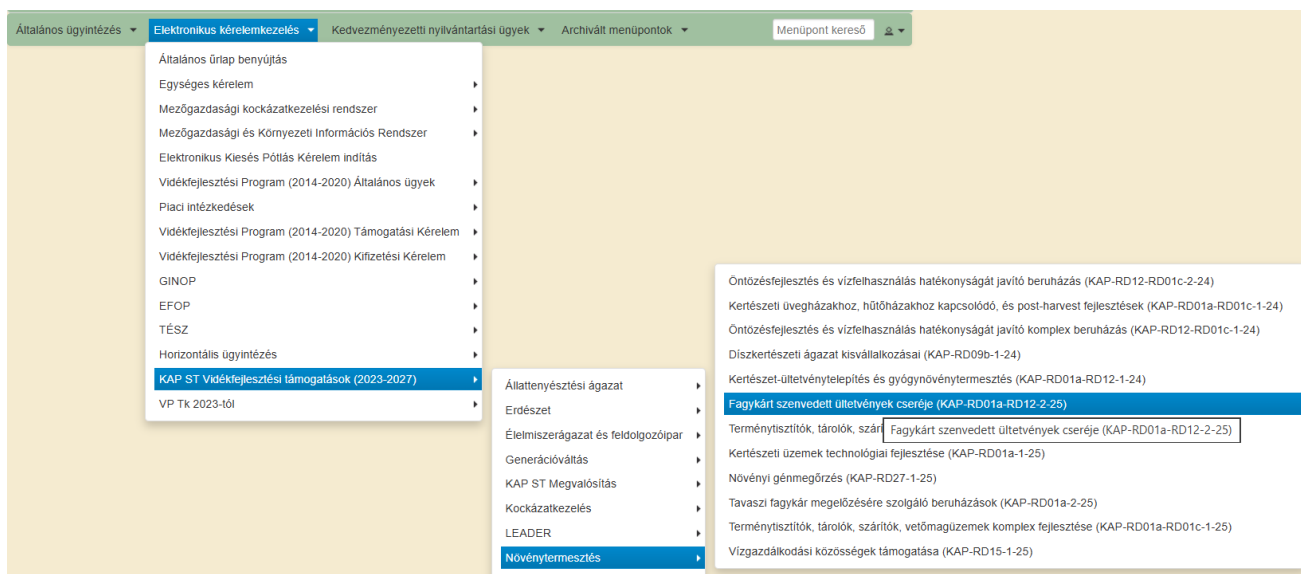 Általános ügyintézés Elektronikus kérelemkezelés Kedvezményezetti nyilvántartási ügyek Archivált menüpontok Menüpont kereső
Általános űrlap benyújtás
Egységes kérelem
Mezőgazdasági kockázatkezelési rendszer
Mezőgazdasági és Környezeti Információs Rendszer
Elektronikus Kiesés Pótlás Kérelem indítás
Vidékfejlesztési Program (2014-2020) Általános ügyek
Piaci intézkedések
Vidékfejlesztési Program (2014-2020) Támogatási Kérelem
Vidékfejlesztési Program (2014-2020) Kifizetési Kérelem
GINOP
EFOP
TÉSZ
Horizontális ügyintézés
KAP ST Vidékfejlesztési támogatások (2023-2027)
VP Tk 2023-tól
Állattenyésztési ágazat
Erdészet
Élelmiszerágazat és feldolgozóipar
Generációváltás
KAP ST Megvalósítás
Kockázatkezelés
LEADER
Növénytermesztés
Öntözésfejlesztés és vízfelhasználás hatékonyságát javító beruházás (KAP-RD12-RD01c-2-24)
Kertészeti üvegházakhoz, hűtőházakhoz kapcsolódó, és post-harvest fejlesztések (KAP-RD01a-RD01c-1-24)
Öntözésfejlesztés és vízfelhasználás hatékonyságát javító komplex beruházás (KAP-RD12-RD01c-1-24)
Díszkertészeti ágazat kisvállalkozásai (KAP-RD09b-1-24)
Kertészet-ültetvénytelepítés és gyógynövénytermesztés (KAP-RD01a-RD12-1-24)
Fagykárt szenvedett ültetvények cseréje (KAP-RD01a-RD12-2-25)
Terménytisztítók, tárolók, szárí
Fagykárt szenvedett ültetvények cseréje (KAP-RD01a-RD12-2-25)
Kertészeti üzemek technológiai fejlesztése (KAP-RD01a-1-25)
Növényi génmegőrzés (KAP-RD27-1-25)
Tavaszi fagykár megelőzésére szolgáló beruházások (KAP-RD01a-2-25)
Terménytisztítók, tárolók, szárítók, vetőmagüzemek komplex fejlesztése (KAP-RD01a-RD01c-1-25)
Vízgazdálkodási közösségek támogatása (KAP-RD15-1-25)